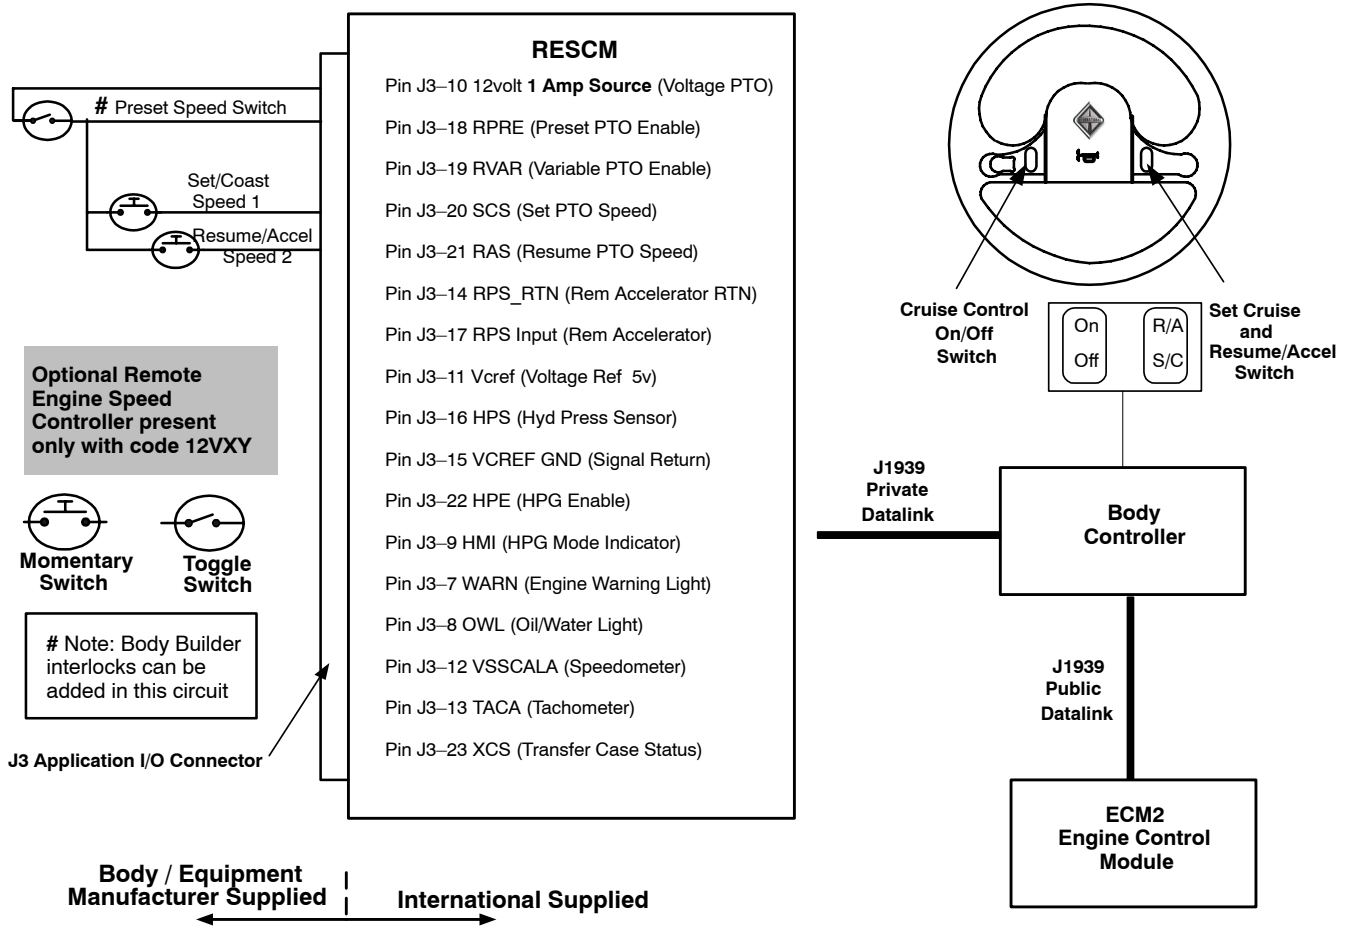 RESCM
Pin J3–10 12volt 1 Amp Source (Voltage PTO)
Pin J3–18 RPRE (Preset PTO Enable)
Pin J3–19 RVAR (Variable PTO Enable)
Pin J3–20 SCS (Set PTO Speed)
Pin J3–21 RAS (Resume PTO Speed)
Pin J3–14 RPS_RTN (Rem Accelerator RTN)
Pin J3–17 RPS Input (Rem Accelerator)
Pin J3–11 Vcref (Voltage Ref 5v)
Pin J3–16 HPS (Hyd Press Sensor)
Pin J3–15 VCREF GND (Signal Return)
Pin J3–22 HPE (HPG Enable)
Pin J3–9 HMI (HPG Mode Indicator)
Pin J3–7 WARN (Engine Warning Light)
Pin J3–8 OWL (Oil/Water Light)
Pin J3–12 VSSCALA (Speedometer)
Pin J3–13 TACA (Tachometer)
Pin J3–23 XCS (Transfer Case Status)
# Preset Speed Switch
Set/Coast
Speed 1
Resume/Accel
Speed 2
Optional Remote
Engine Speed
Controller present
only with code 12VXY
Momentary
Switch
Toggle
Switch
# Note: Body Builder
interlocks can be
added in this circuit
J3 Application I/O Connector
Body / Equipment
Manufacturer Supplied
International Supplied
Cruise Control
On/Off
Switch
On
Off
R/A
S/C
Set Cruise
and
Resume/Accel
Switch
J1939
Private
Datalink
Body
Controller
J1939
Public
Datalink
ECM2
Engine Control
Module